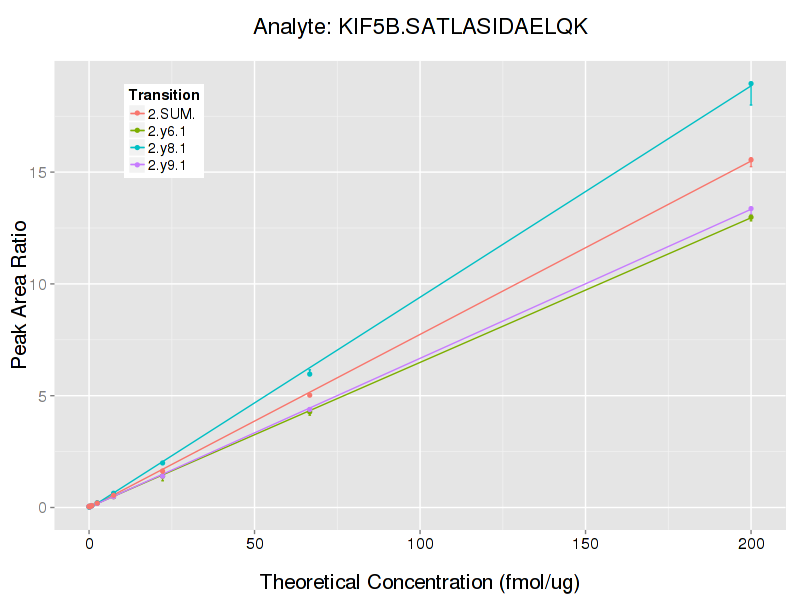 Analyte: KIF5B.SATLASIDAELQK
Transition
2.SUM.
2.y6.1
2.y8.1
2.y9.1
15
10
5
0
Peak Area Ratio
0 50 100 150 200
Theoretical Concentration (fmol/ug)